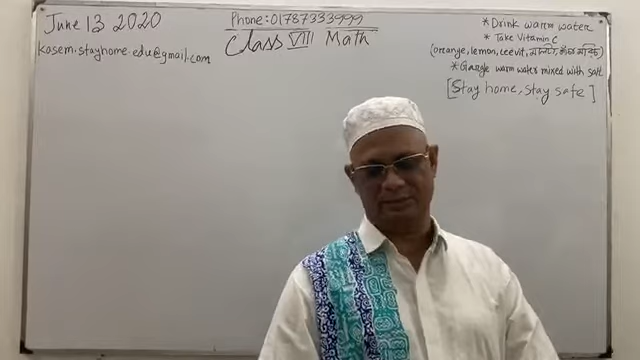 June 13 2020
kasem.stayhome.edu@gmail.com
Phone:01787333999
Class VIII Math
* Drink warm water
* Take Vitamin C
(orange, lemon, ceevit,
* Gargle warm water mixed with salt
[Stay home, Stay safe]